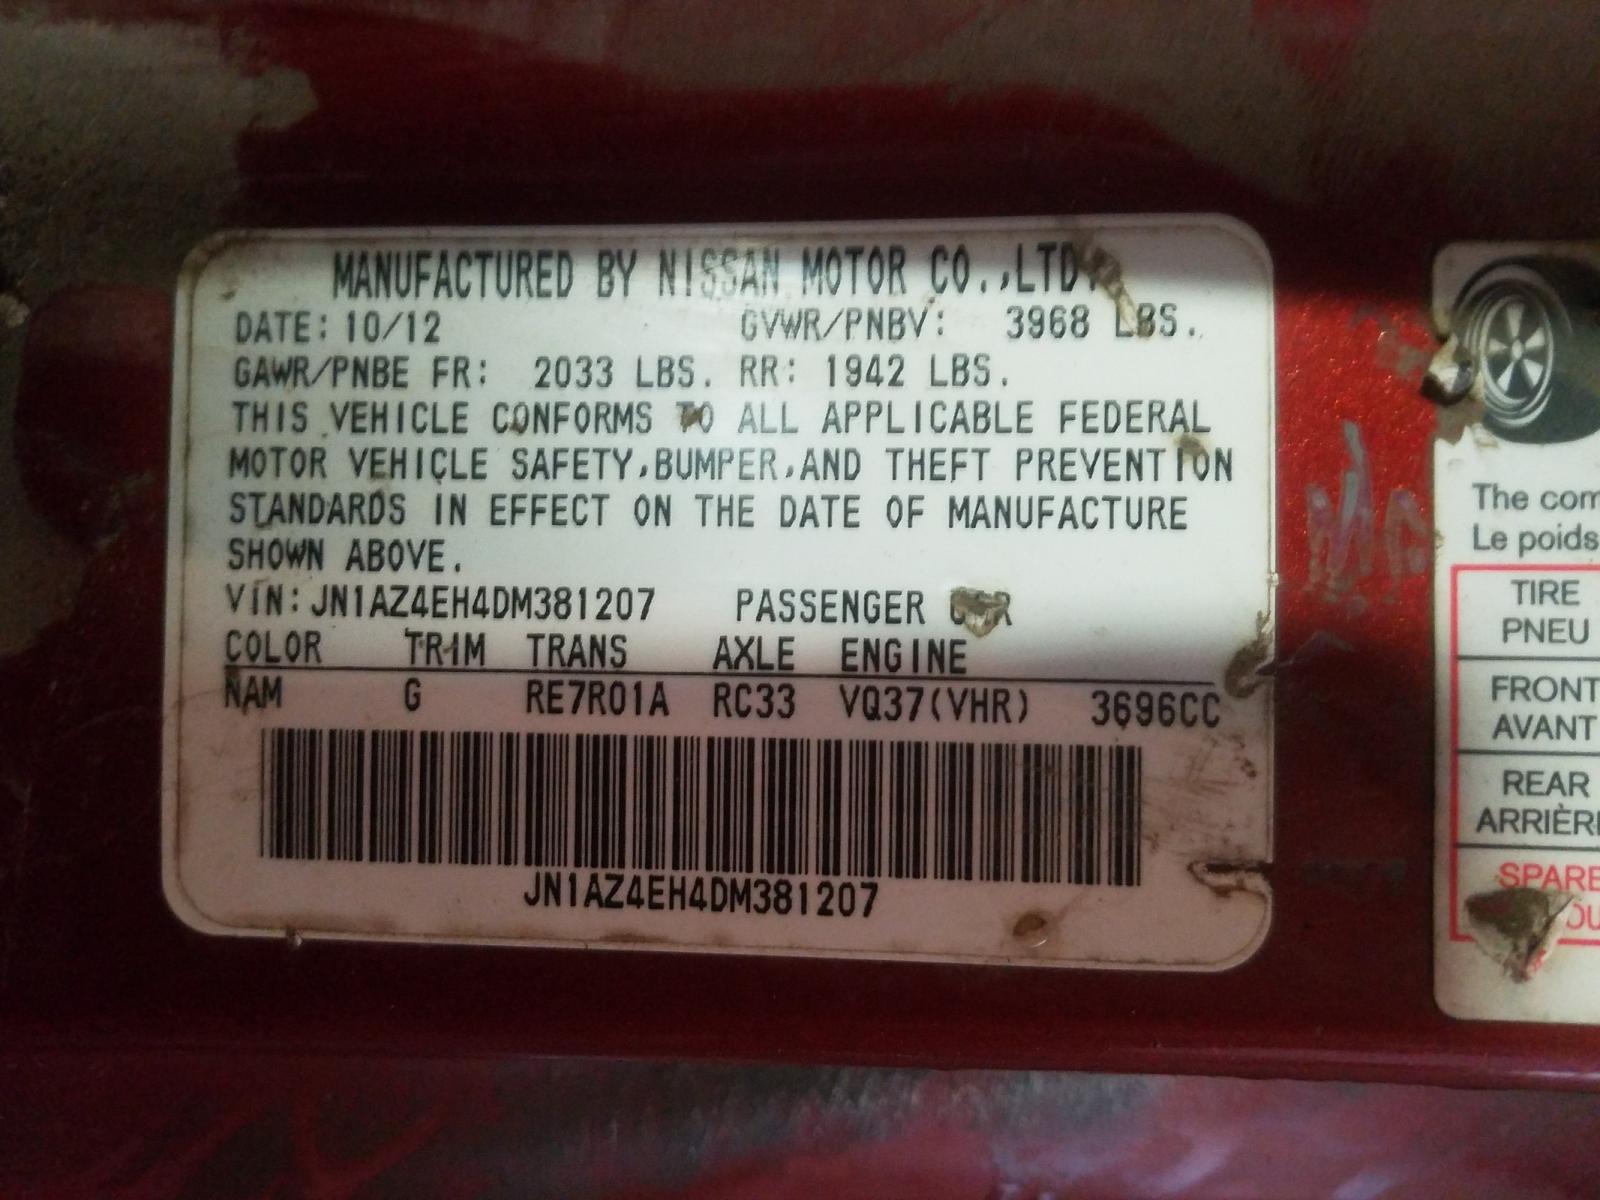 MANUFACTURED BY NISSAN MOTOR CO.,LTD.
DATE: 10/12 GVWR/PNBV: 3968 LBS.
GAWR/PNBE FR: 2033 LBS. RR: 1942 LBS.
THIS VEHICLE CONFORMS TO ALL APPLICABLE FEDERAL
MOTOR VEHICLE SAFETY,BUMPER,AND THEFT PREVENTION
STANDARDS IN EFFECT ON THE DATE OF MANUFACTURE
SHOWN ABOVE.
VIN: JN1AZ4EH4DM381207 PASSENGER
COLOR TRIM TRANS AXLE ENGINE
NAM G RE7R01A RC33 VQ37(VHR) 3696CC
JN1AZ4EH4DM381207
The
Le poids
TIRE
PNEU
FRONT
AVANT
REAR
SPARE